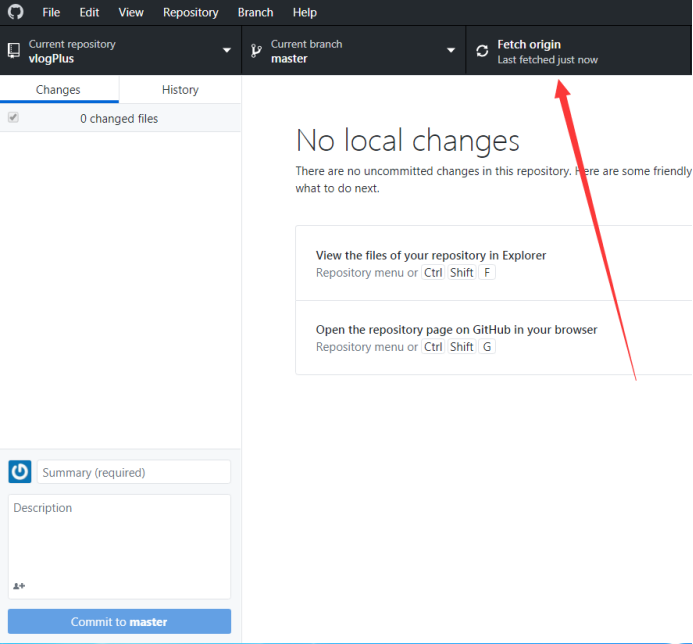 File Edit View Repository Branch Help
Current repository
vlogPlus
Current branch
master
Fetch origin
Last fetched just now
Changes History
0 changed files
No local changes
There are no uncommitted changes in this repository. Here are some friendly
what to do next.
View the files of your repository in Explorer
Repository menu or Ctrl Shift F
Open the repository page on GitHub in your browser
Repository menu or Ctrl Shift G
Summary (required)
Description
Commit to master